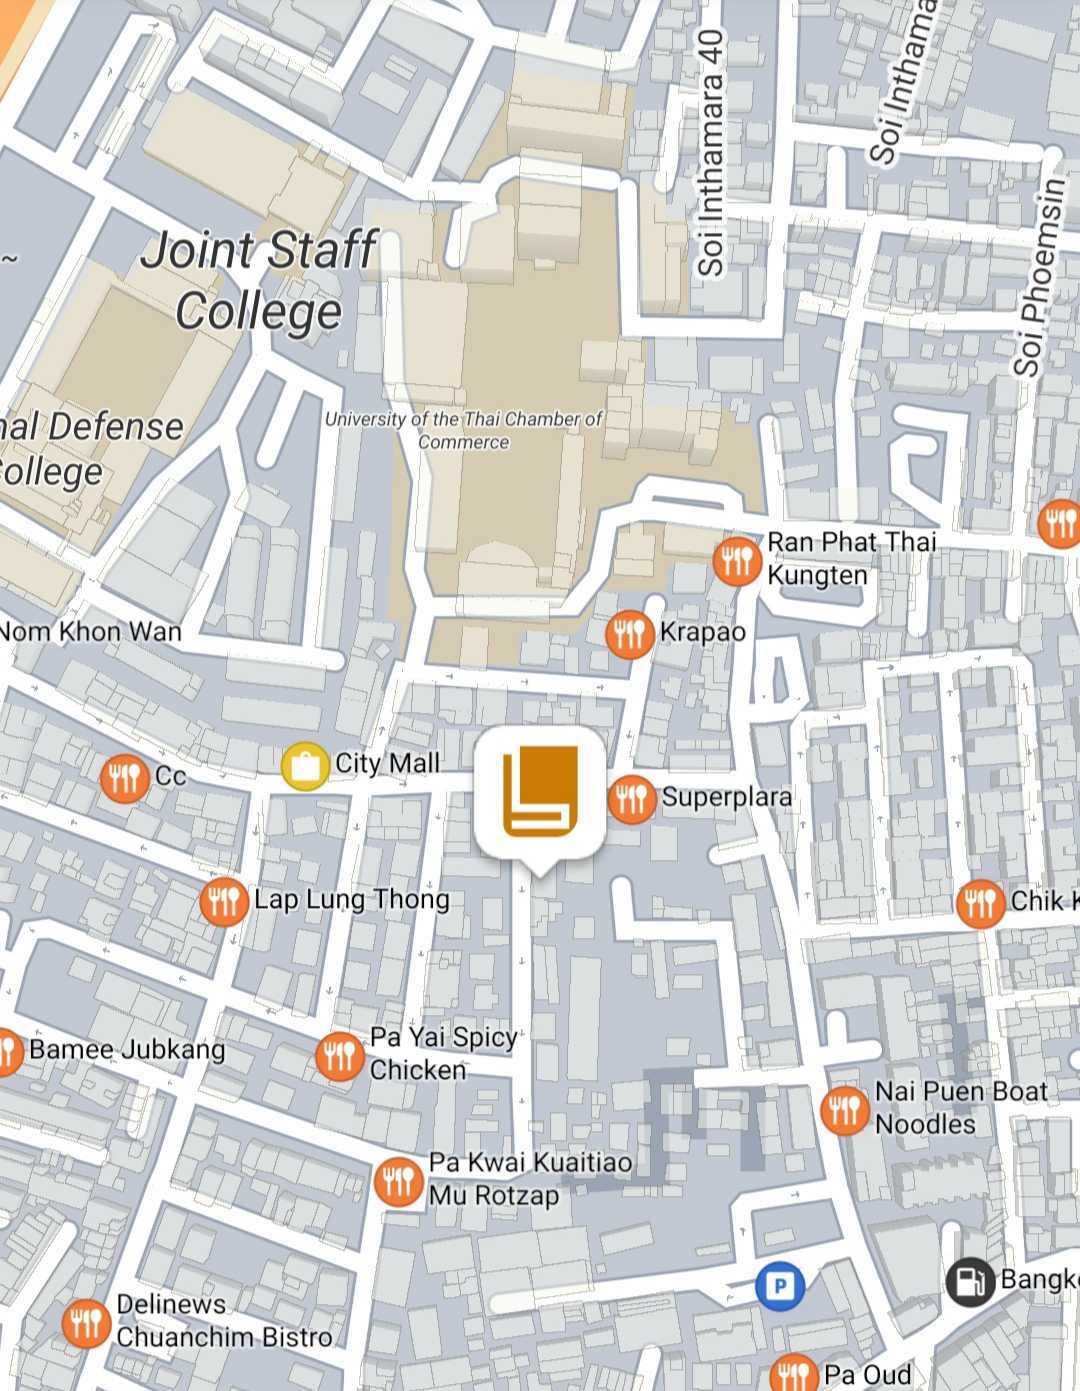 Soi Inthamara 40
Soi Inthama
Soi Phoemsin
Joint Staff
College
~
nal Defense
College
University of the Thai Chamber of
Commerce
Ran Phat Thai
Kungten
Nom Khon Wan
Krapao
Cc
City Mall
Superplara
Lap Lung Thong
Chik K
Bamee Jubkang
Pa Yai Spicy
Chicken
Nai Puen Boat
Noodles
Pa Kwai Kuaitiao
Mu Rotzap
P
Bangk
Delinews
Chuanchim Bistro
Pa Oud